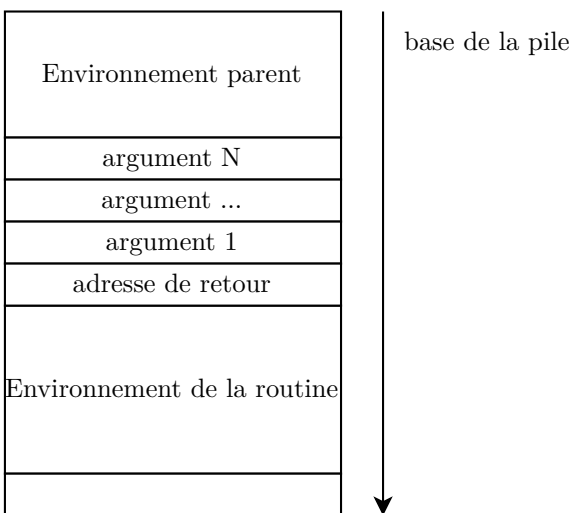 base de la pile
Environnement parent
argument N
argument ...
argument 1
adresse de retour
Environnement de la routine